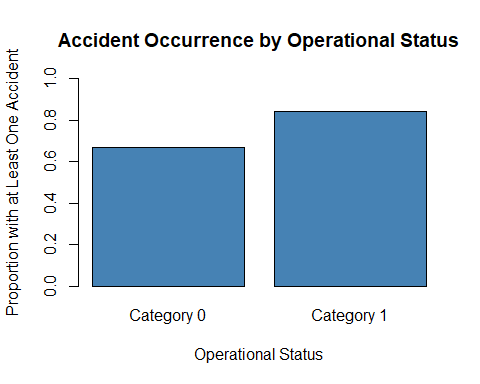 Accident Occurrence by Operational Status
Proportion with at Least One Accident
1.0
0.8
0.6
0.4
0.2
0.0
Category 0
Category 1
Operational Status